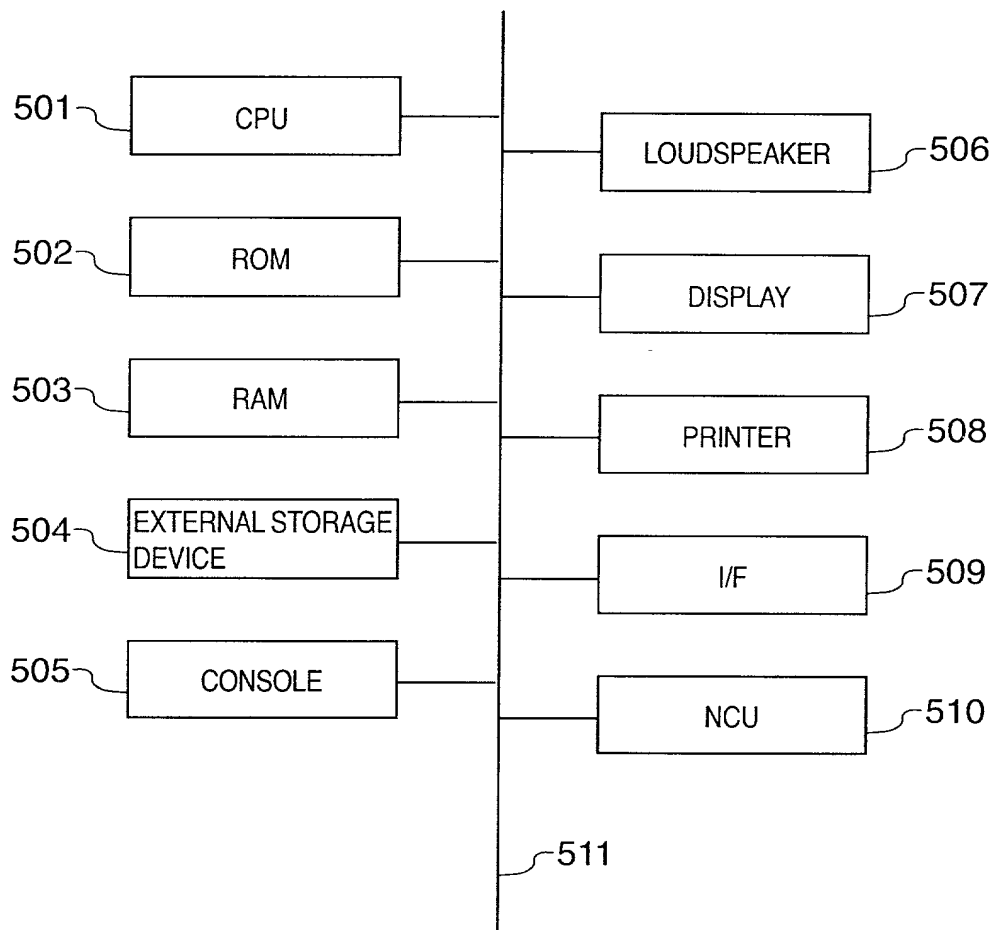 501
CPU
502
ROM
503
RAM
504
EXTERNAL STORAGE
DEVICE
505
CONSOLE
LOUDSPEAKER
506
DISPLAY
507
PRINTER
508
I/F
509
NCU
510
511